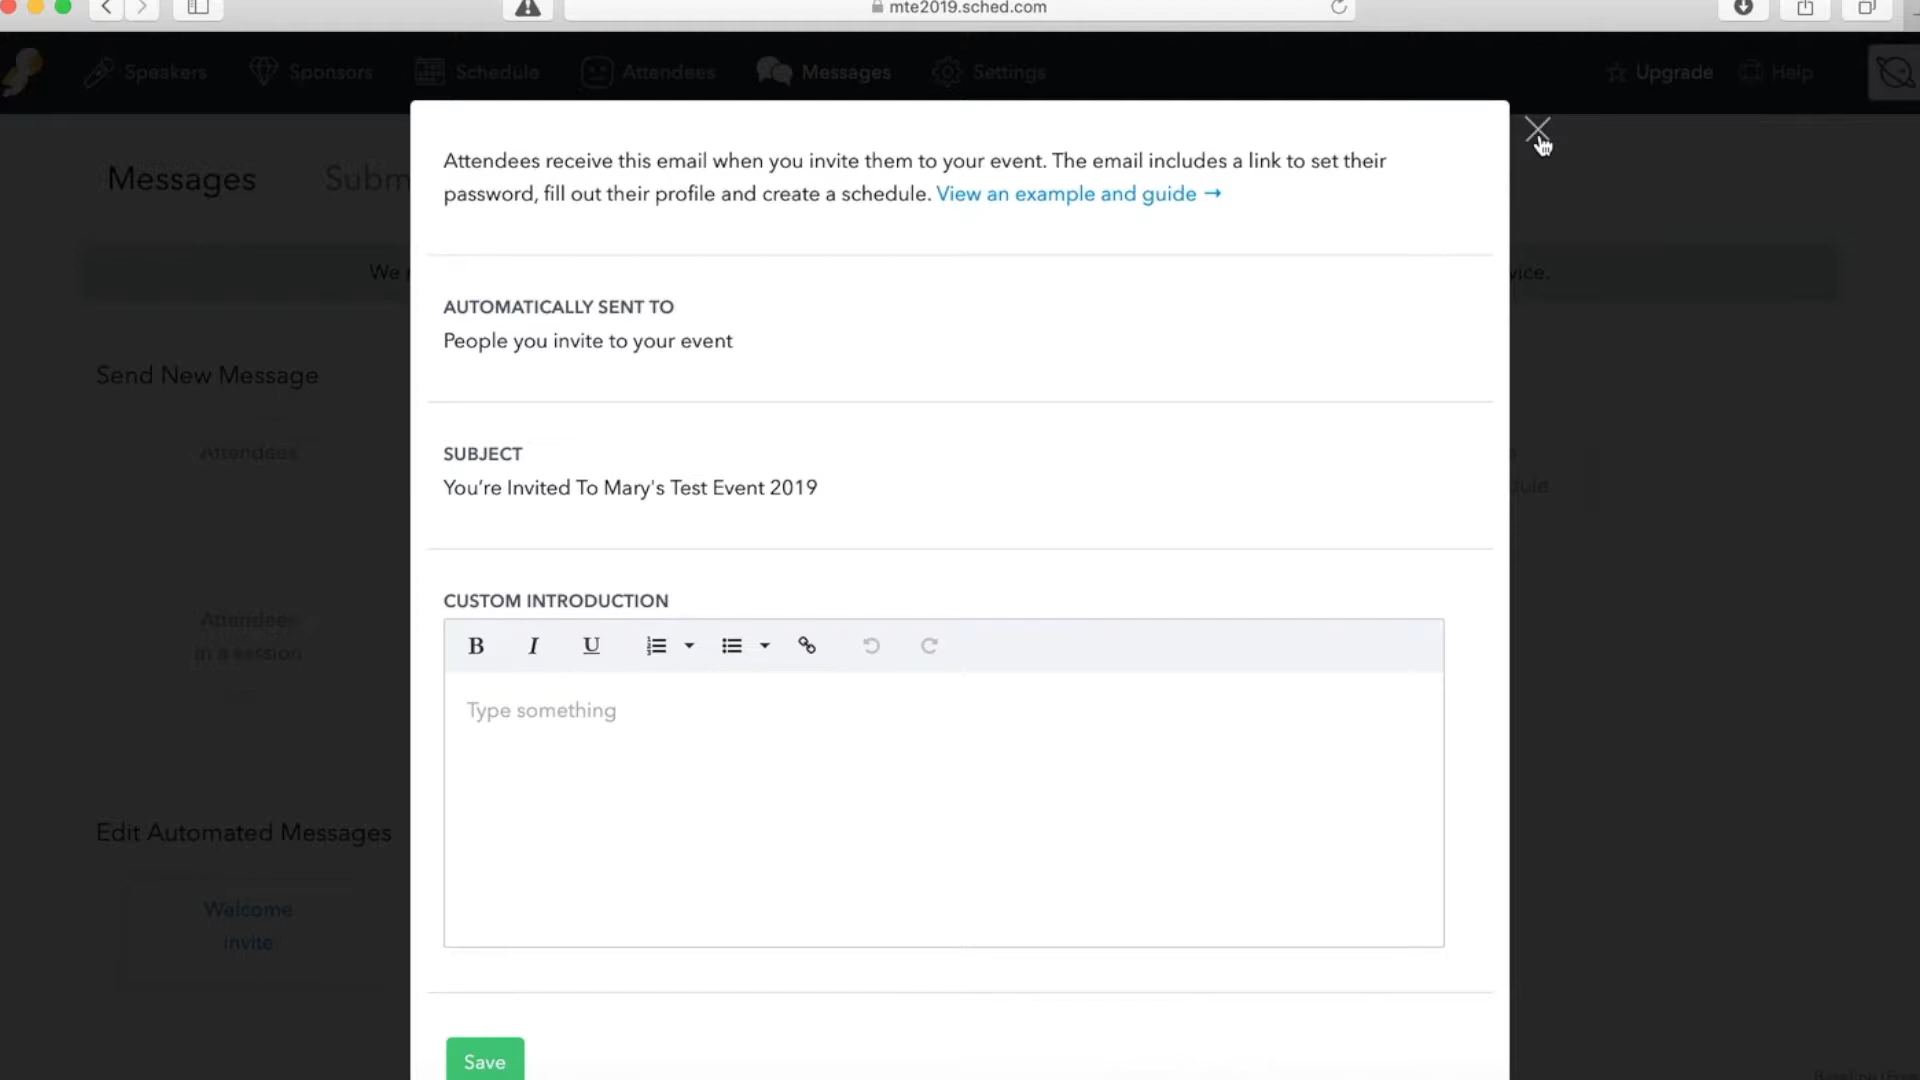 mte2019.sched.com
Speakers
Sponsors
Schedule
Attendees
Messages
Settings
Upgrade
Help
Messages
Subm
Attendees receive this email when you invite them to your event. The email includes a link to set their
password, fill out their profile and create a schedule. View an example and guide →
We
vice.
AUTOMATICALLY SENT TO
People you invite to your event
Send New Message
SUBJECT
You’re Invited To Mary's Test Event 2019
Attendees
dule
Attendees
in a session
CUSTOM INTRODUCTION
B I U
Type something
Edit Automated Messages
Welcome
invite
Save